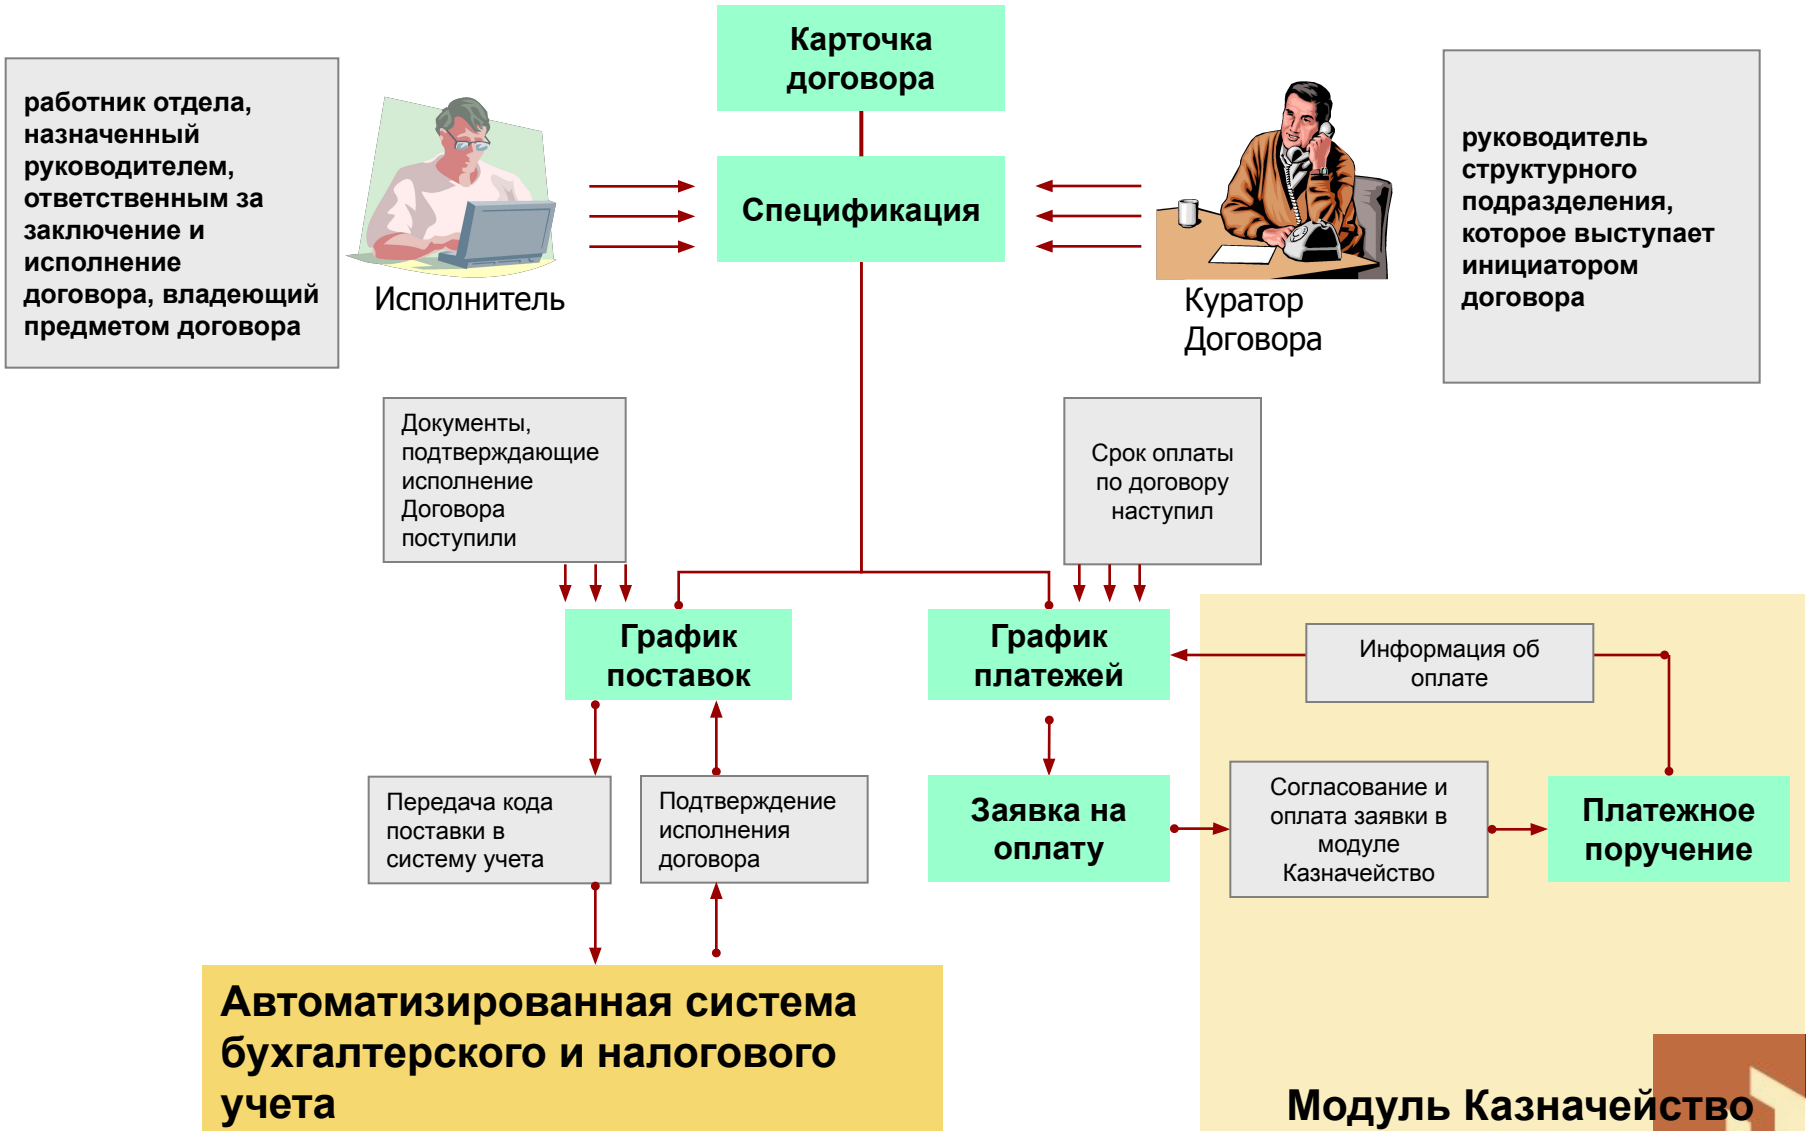 Карточка
договора
работник отдела,
назначенный
руководителем,
ответственным за
заключение и
исполнение
договора, владеющий
предметом договора
Исполнитель
Спецификация
Куратор
Договора
руководитель
структурного
подразделения,
которое выступает
инициатором
договора
Документы,
подтверждающие
исполнение
Договора
поступили
Срок оплаты
по договору
наступил
График
поставок
График
платежей
Информация об
оплате
Передача кода
поставки в
систему учета
Подтверждение
исполнения
договора
Заявка на
оплату
Согласование и
оплата заявки в
модуле
Казначейство
Платежное
поручение
Автоматизированная система
бухгалтерского и налогового
учета
Модуль Казначейство